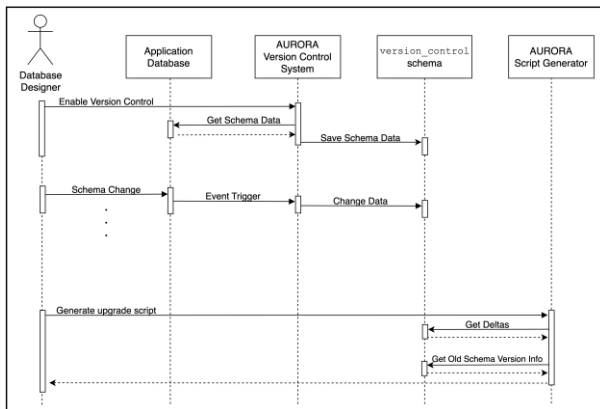 Database
Designer
Application
Database
AURORA
Version Control
System
version_control
schema
AURORA
Script Generator
Enable Version Control
Get Schema Data
Save Schema Data
Schema Change
Event Trigger
Change Data
Generate upgrade script
Get Deltas
Get Old Schema Version Info